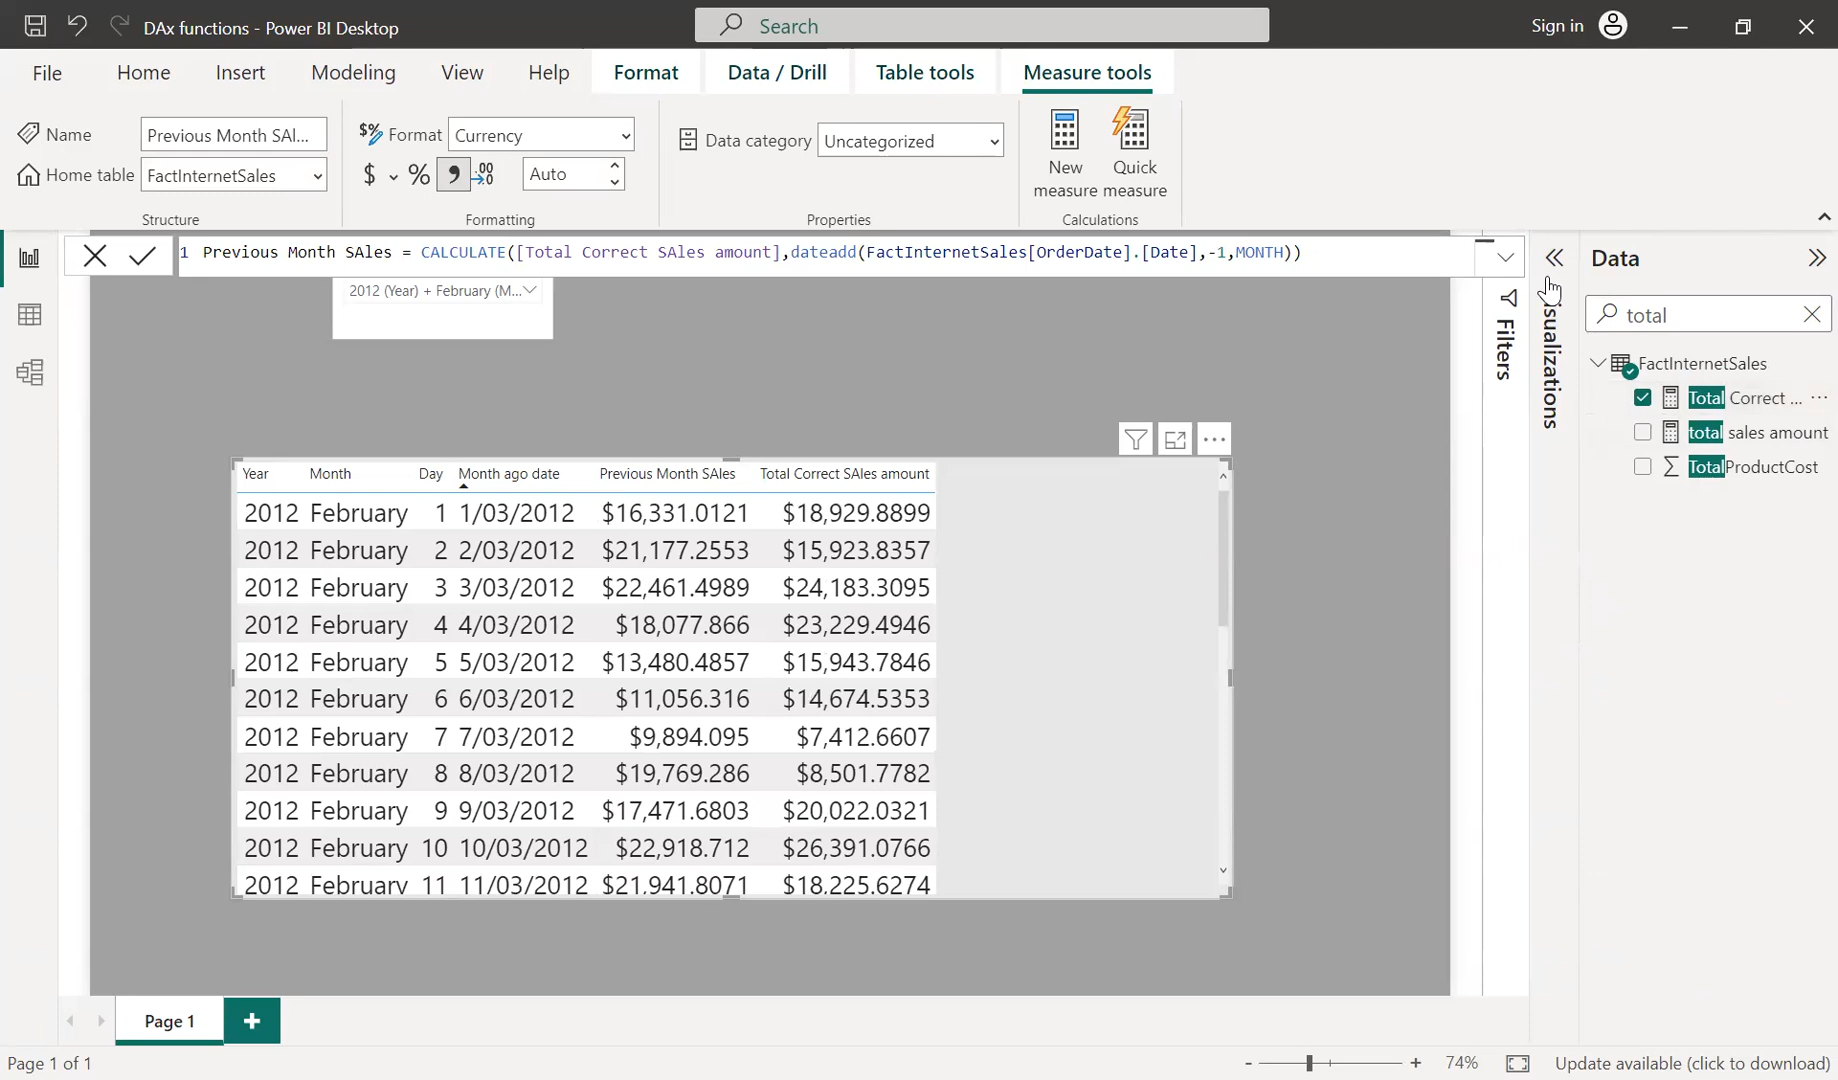 DAx functions - Power BI Desktop
Search
Sign in
File Home Insert Modeling View Help Format Data / Drill Table tools Measure tools
Name Previous Month SAl...
Home table FactInternetSales
Structure
$% Format Currency
$ % , .00
Auto
Formatting
Data category Uncategorized
Properties
New measure
Quick measure
Calculations
1 Previous Month SAles = CALCULATE([Total Correct SAles amount],dateadd(FactInternetSales[OrderDate].[Date],-1,MONTH))
2012 (Year) + February (M...
Year Month Day Month ago date Previous Month SAles Total Correct SAles amount
2012 February 1 1/03/2012 $16,331.0121 $18,929.8899
2012 February 2 2/03/2012 $21,177.2553 $15,923.8357
2012 February 3 3/03/2012 $22,461.4989 $24,183.3095
2012 February 4 4/03/2012 $18,077.866 $23,229.4946
2012 February 5 5/03/2012 $13,480.4857 $15,943.7846
2012 February 6 6/03/2012 $11,056.316 $14,674.5353
2012 February 7 7/03/2012 $9,894.095 $7,412.6607
2012 February 8 8/03/2012 $19,769.286 $8,501.7782
2012 February 9 9/03/2012 $17,471.6803 $20,022.0321
2012 February 10 10/03/2012 $22,918.712 $26,391.0766
2012 February 11 11/03/2012 $21,941.8071 $18,225.6274
Filters
sualizations
Data
total
FactInternetSales
Total Correct ...
total sales amount
TotalProductCost
Page 1
Page 1 of 1
- + 74%
Update available (click to download)